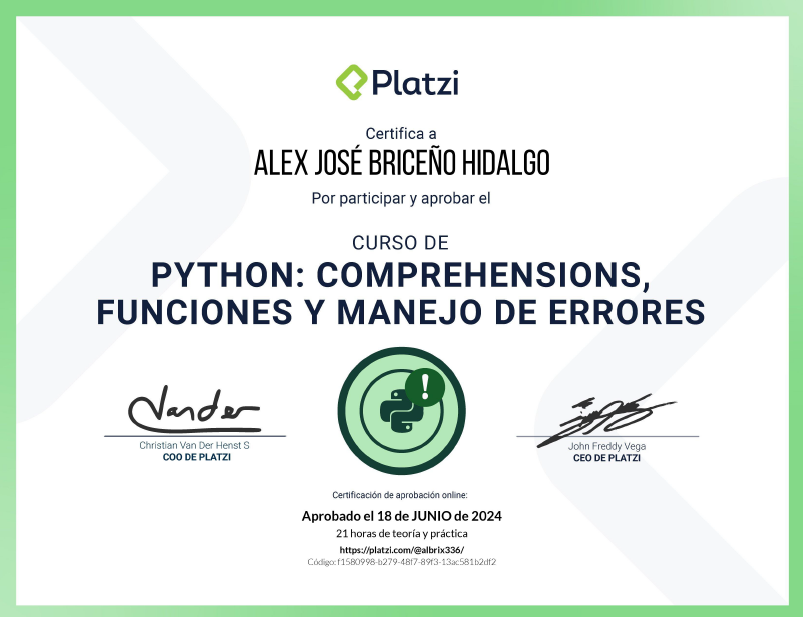 Platzi
Certifica a
ALEX JOSÉ BRICEÑO HIDALGO
Por participar y aprobar el
CURSO DE
PYTHON: COMPREHENSIONS,
FUNCIONES Y MANEJO DE ERRORES
Vander
!
Christian Van Der Henst S
COO DE PLATZI
John Freddy Vega
CEO DE PLATZI
Certificación de aprobación online:
Aprobado el 18 de JUNIO de 2024
21 horas de teoría y práctica
https://platzi.com/@albrix336/
Código: f1580998-b279-48f7-89f3-13ac581b2df2